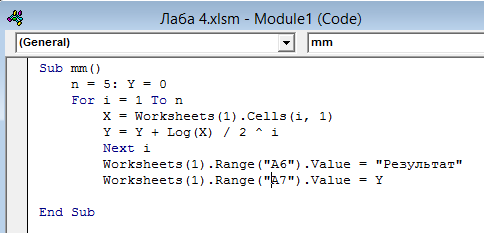 Лаба 4.xlsm - Module1 (Code)
(General) mm
Sub mm()
n = 5: Y = 0
For i = 1 To n
X = Worksheets(1).Cells(i, 1)
Y = Y + Log(X) / 2 ^ i
Next i
Worksheets(1).Range("A6").Value = "Результат"
Worksheets(1).Range("A7").Value = Y
End Sub